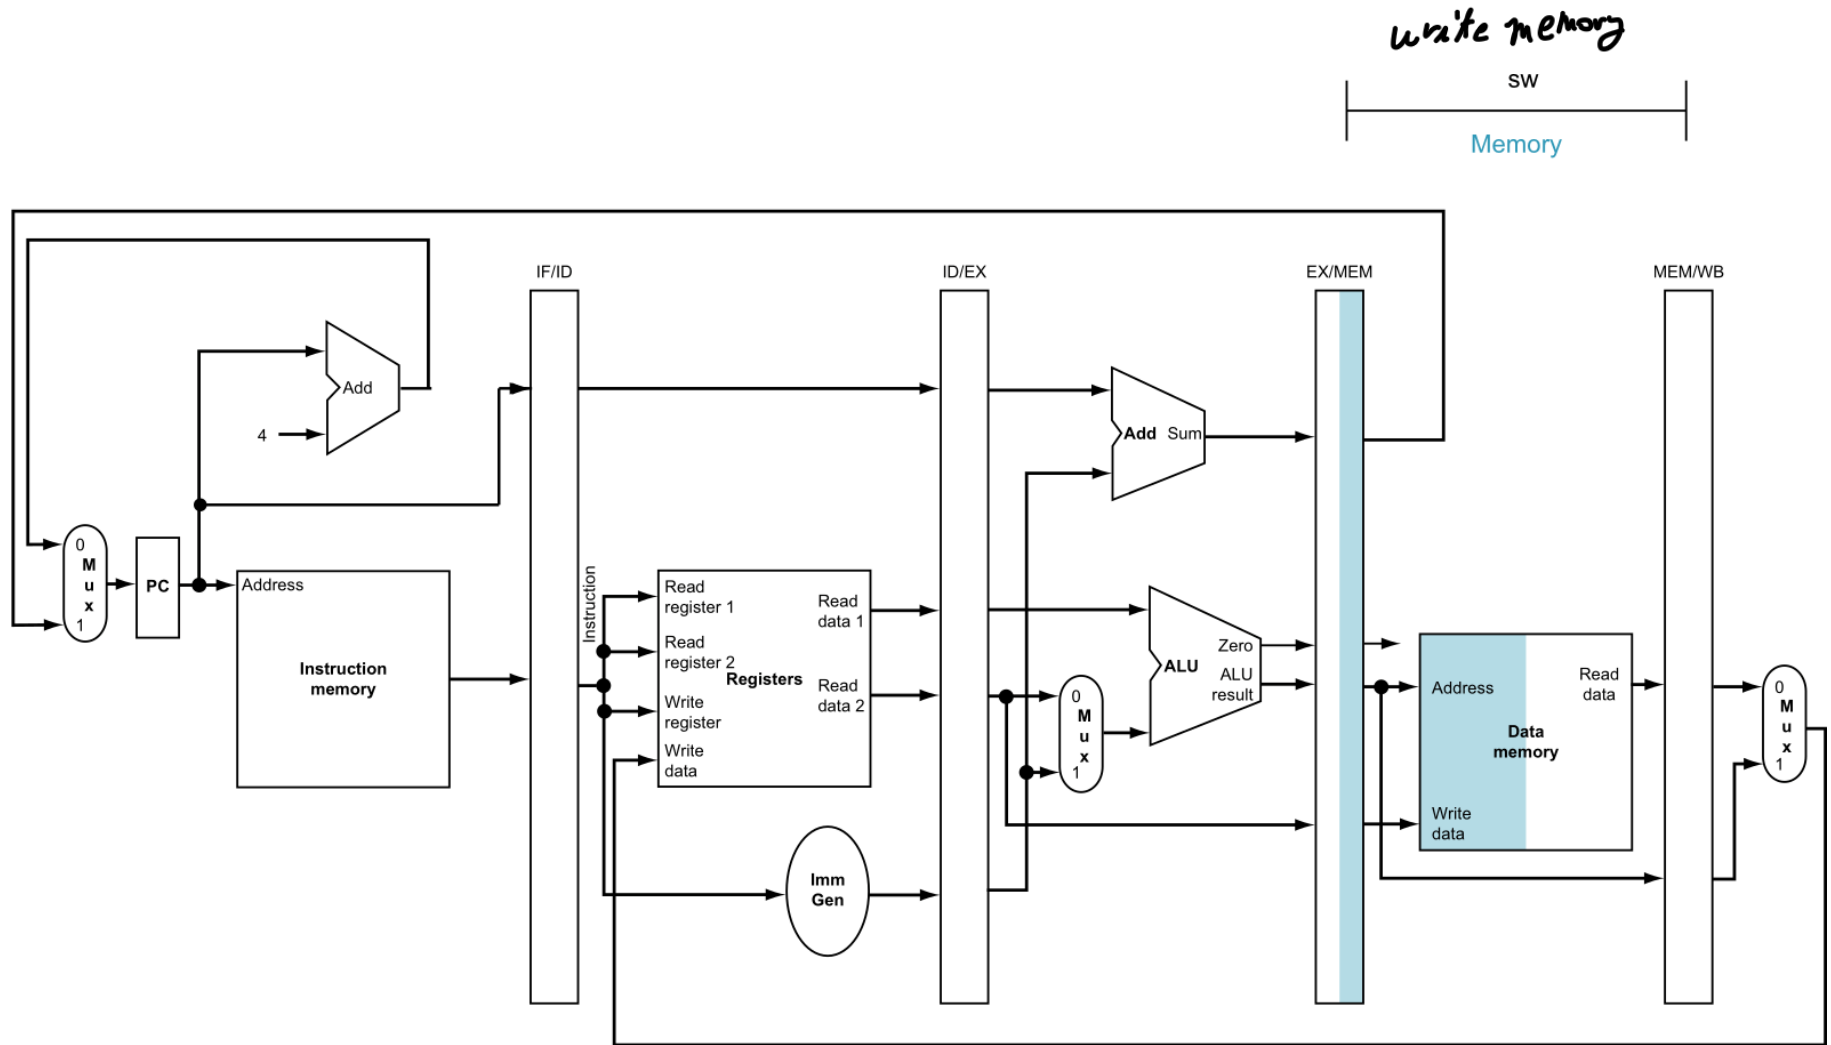 write memory
SW
Memory
IF/ID
ID/EX
EX/MEM
MEM/WB
Add
4
Add Sum
0
M
u
x
1
PC
Address
Instruction
memory
Instruction
Read
register 1
Read
register 2
Write
register
Write
data
Registers
Read
data 1
Read
data 2
Imm
Gen
0
M
u
x
1
ALU
Zero
ALU
result
Address
Read
data
Data
memory
Write
data
0
M
u
x
1